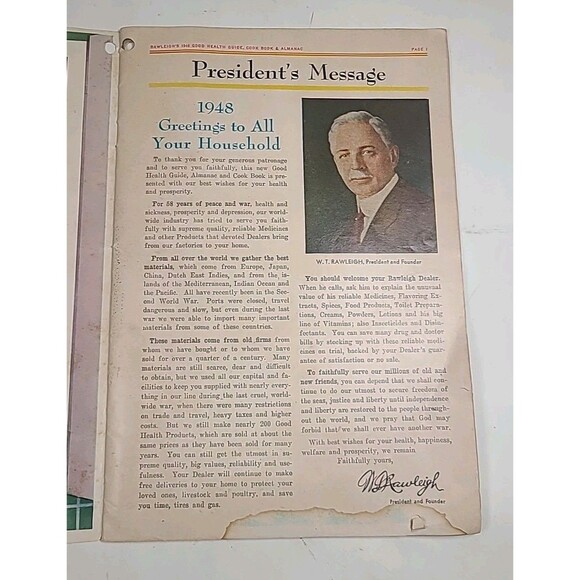 RAWLEIGH'S 1948 GOOD HEALTH GUIDE, COOK BOOK & ALMANAC
PAGE 1
President's Message
1948
Greetings to All
Your Household
To thank you for your generous patronage
and to serve you faithfully, this new Good
Health Guide, Almanac and Cook Book is pre-
sented with our best wishes for your health
and prosperity.
For 58 years of peace and war, health and
sickness, prosperity and depression, our world-
wide industry has tried to serve you faith-
fully with supreme quality, reliable Medicines
and other Products that devoted Dealers bring
from our factories to your home.
From all over the world we gather the best
materials, which come from Europe, Japan,
China, Dutch East Indies, and from the is-
lands of the Mediterranean, Indian Ocean and
the Pacific. All have recently been in the Sec-
ond World War. Ports were closed, travel
dangerous and slow, but even during the last
war we were able to import many important
materials from some of these countries.
These materials come from old firms from
whom we have bought or to whom we have
sold for over a quarter of a century. Many
materials are still scarce, dear and difficult
to obtain, but we used all our capital and fa-
cilities to keep you supplied with nearly every-
thing in our line during the last cruel, world-
wide war, when there were many restrictions
on trade and travel, heavy taxes and higher
costs. But we still make nearly 200 Good
Health Products, which are sold at about the
same prices as they have been sold for many
years. You can still get the utmost in su-
preme quality, big values, reliability and use-
fulness. Your Dealer will continue to make
free deliveries to your home to protect your
loved ones, livestock and poultry, and save
you time, tires and gas.
W. T. RAWLEIGH, President and Founder
You should welcome your Rawleigh Dealer.
When he calls, ask him to explain the unusual
value of his reliable Medicines, Flavoring Ex-
tracts, Spices, Food Products, Toilet Prepara-
tions, Creams, Powders, Lotions and his big
line of Vitamins; also Insecticides and Disin-
fectants. You can save many drug and doctor
bills by stocking up with these reliable medi-
cines on trial, backed by your Dealer's guar-
antee of satisfaction or no sale.
To faithfully serve our millions of old and
new friends, you can depend that we shall con-
tinue to do our utmost to secure freedom of
the seas, justice and liberty until independence
and liberty are restored to the people through-
out the world, and we pray that God may
forbid that we shall ever have another war.
With best wishes for your health, happiness,
welfare and prosperity, we remain
Faithfully yours,
W.T. Rawleigh
President and Founder